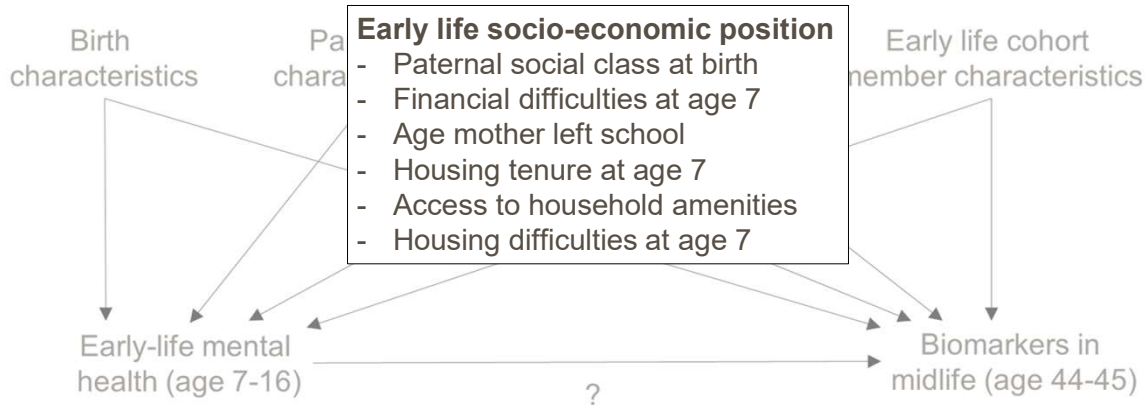 Birth
characteristics
Early life socio-economic position
- Paternal social class at birth
- Financial difficulties at age 7
- Age mother left school
- Housing tenure at age 7
- Access to household amenities
- Housing difficulties at age 7
Early life cohort
member characteristics
Early-life mental
health (age 7-16)
?
Biomarkers in
midlife (age 44-45)